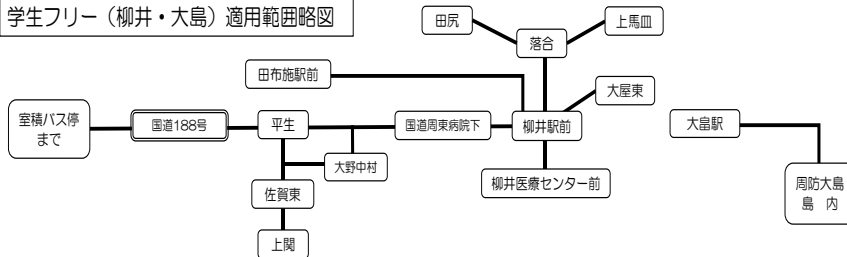 学生フリー（柳井・大島）適用範囲略図
田尻
上馬皿
落合
田布施駅前
大屋東
室積バス停
まで
国道188号
平生
国道周東病院下
柳井駅前
大畠駅
大野中村
柳井医療センター前
佐賀東
周防大島
島　内
上関